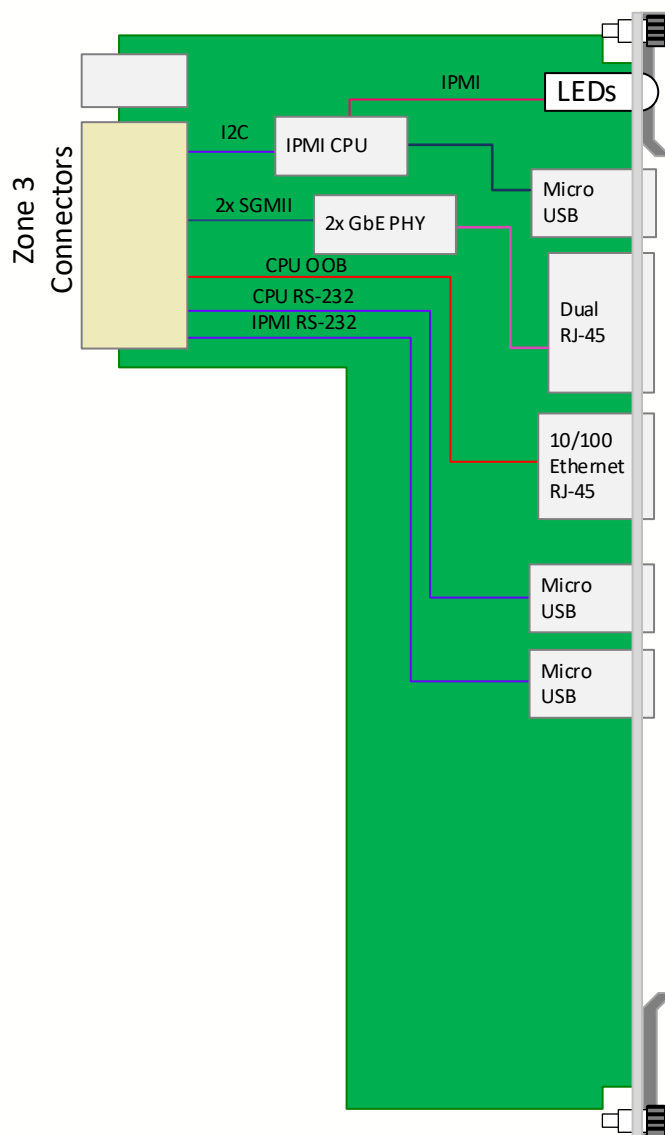 Zone 3
Connectors
IPMI
LEDs
I2C
IPMI CPU
Micro
USB
2x SGMII
2x GbE PHY
CPU OOB
CPU RS-232
IPMI RS-232
Dual
RJ-45
10/100
Ethernet
RJ-45
Micro
USB
Micro
USB